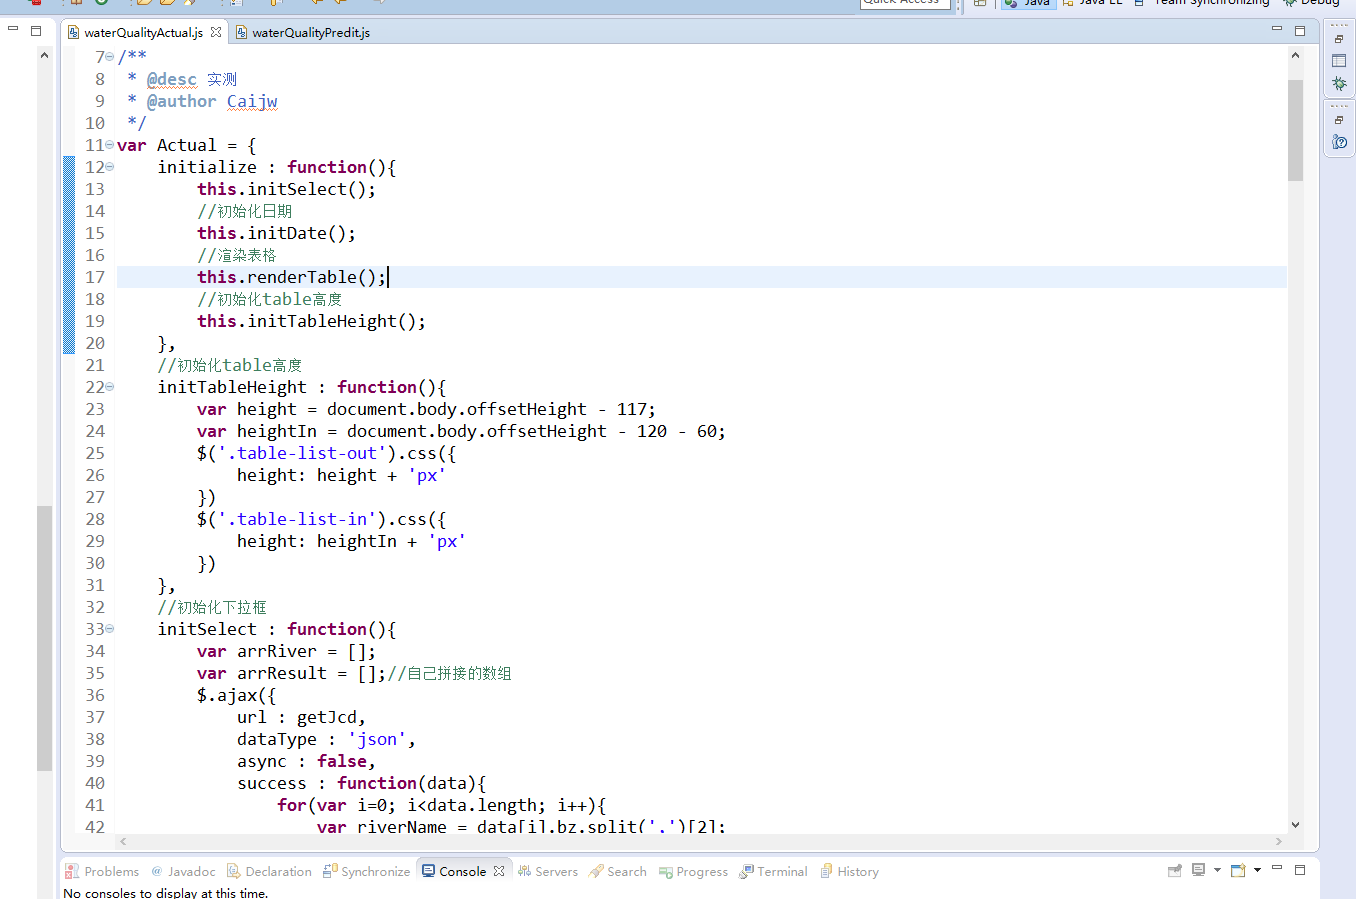 Quick Access
Java
Java EE
Team Synchronizing
Debug
waterQualityActual.js
waterQualityPredit.js
7 /**
8  * @desc 实测
9  * @author Caijw
10  */
11 var Actual = {
12     initialize : function(){
13         this.initSelect();
14         //初始化日期
15         this.initDate();
16         //渲染表格
17         this.renderTable();
18         //初始化table高度
19         this.initTableHeight();
20     },
21     //初始化table高度
22     initTableHeight : function(){
23         var height = document.body.offsetHeight - 117;
24         var heightIn = document.body.offsetHeight - 120 - 60;
25         $('.table-list-out').css({
26             height: height + 'px'
27         })
28         $('.table-list-in').css({
29             height: heightIn + 'px'
30         })
31     },
32     //初始化下拉框
33     initSelect : function(){
34         var arrRiver = [];
35         var arrResult = [];//自己拼接的数组
36         $.ajax({
37             url : getJcd,
38             dataType : 'json',
39             async : false,
40             success : function(data){
41                 for(var i=0; i<data.length; i++){
42                     var riverName = data[i].bz.split(',')[2];
Problems @ Javadoc Declaration Synchronize Console Servers Search Progress Terminal History
No consoles to display at this time.